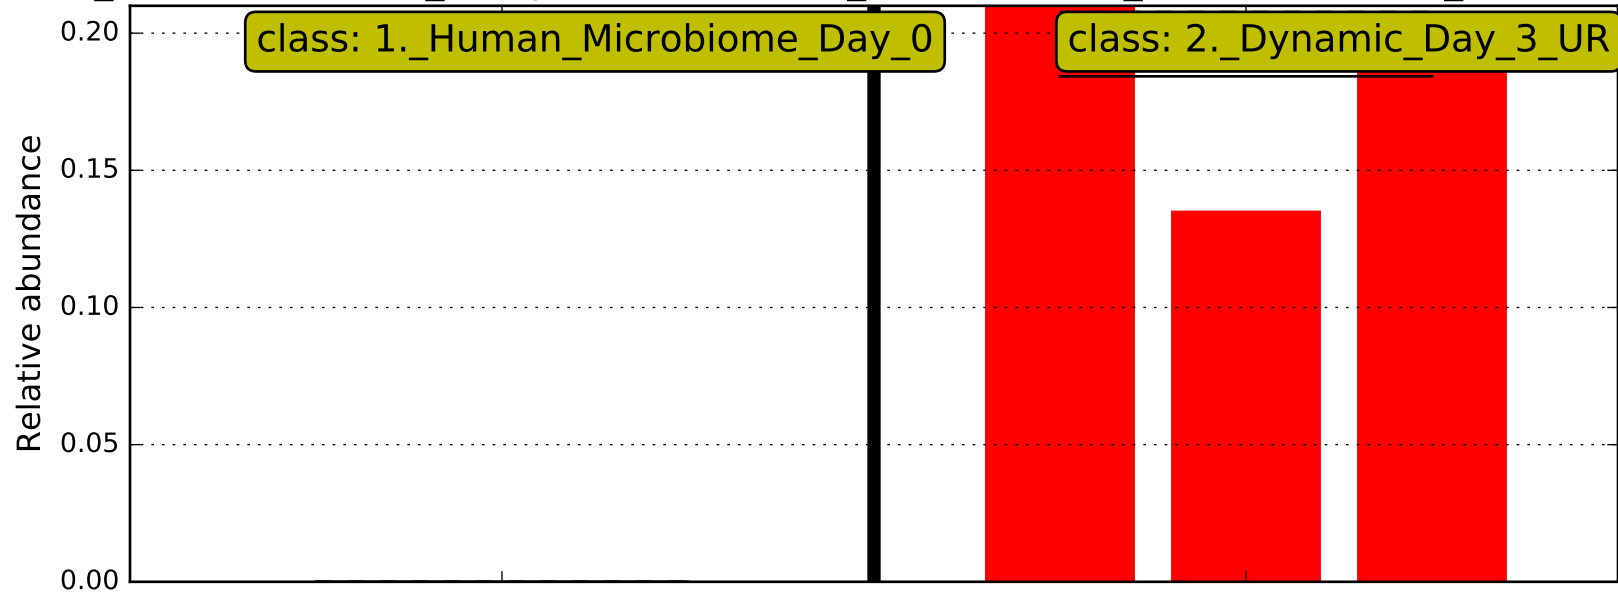 class: 1._Human_Microbiome_Day_0
class: 2._Dynamic_Day_3_UR
Relative abundance
0.20
0.15
0.10
0.05
0.00